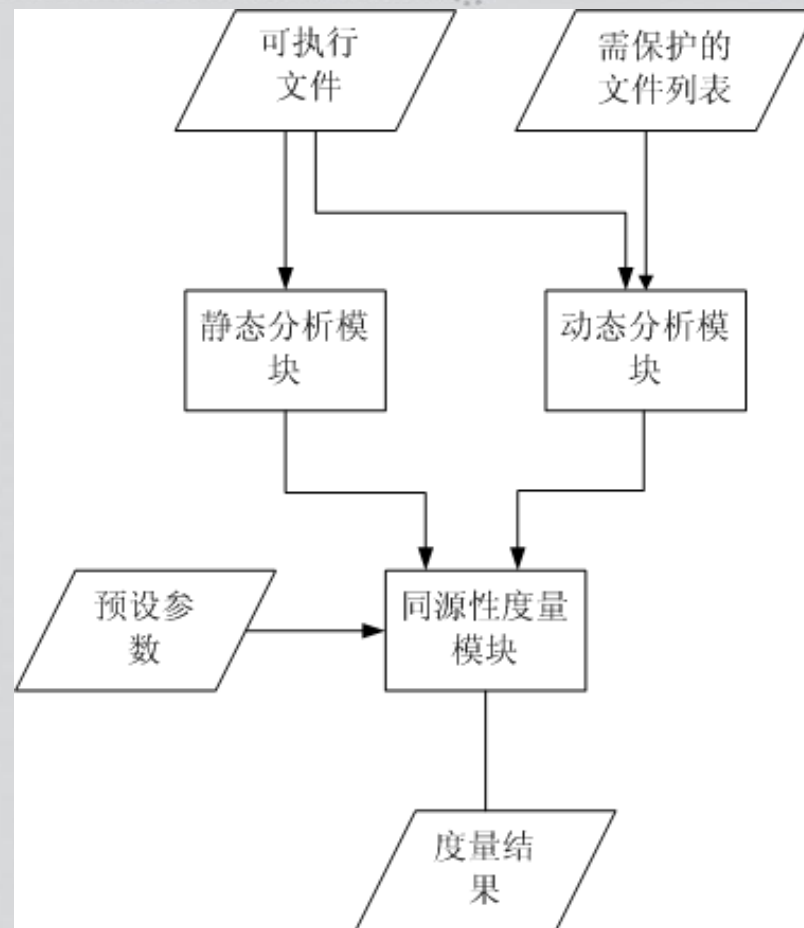 可执行
文件
需保护的
文件列表
静态分析模
块
动态分析模
块
预设参
数
同源性度量
模块
度量结
果